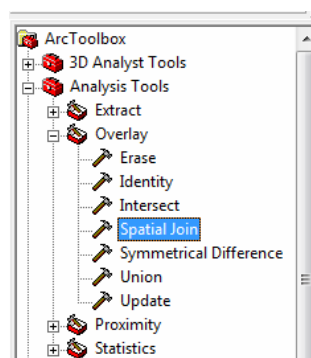 ArcToolbox
3D Analyst Tools
Analysis Tools
Extract
Overlay
Erase
Identity
Intersect
Spatial Join
Symmetrical Difference
Union
Update
Proximity
Statistics